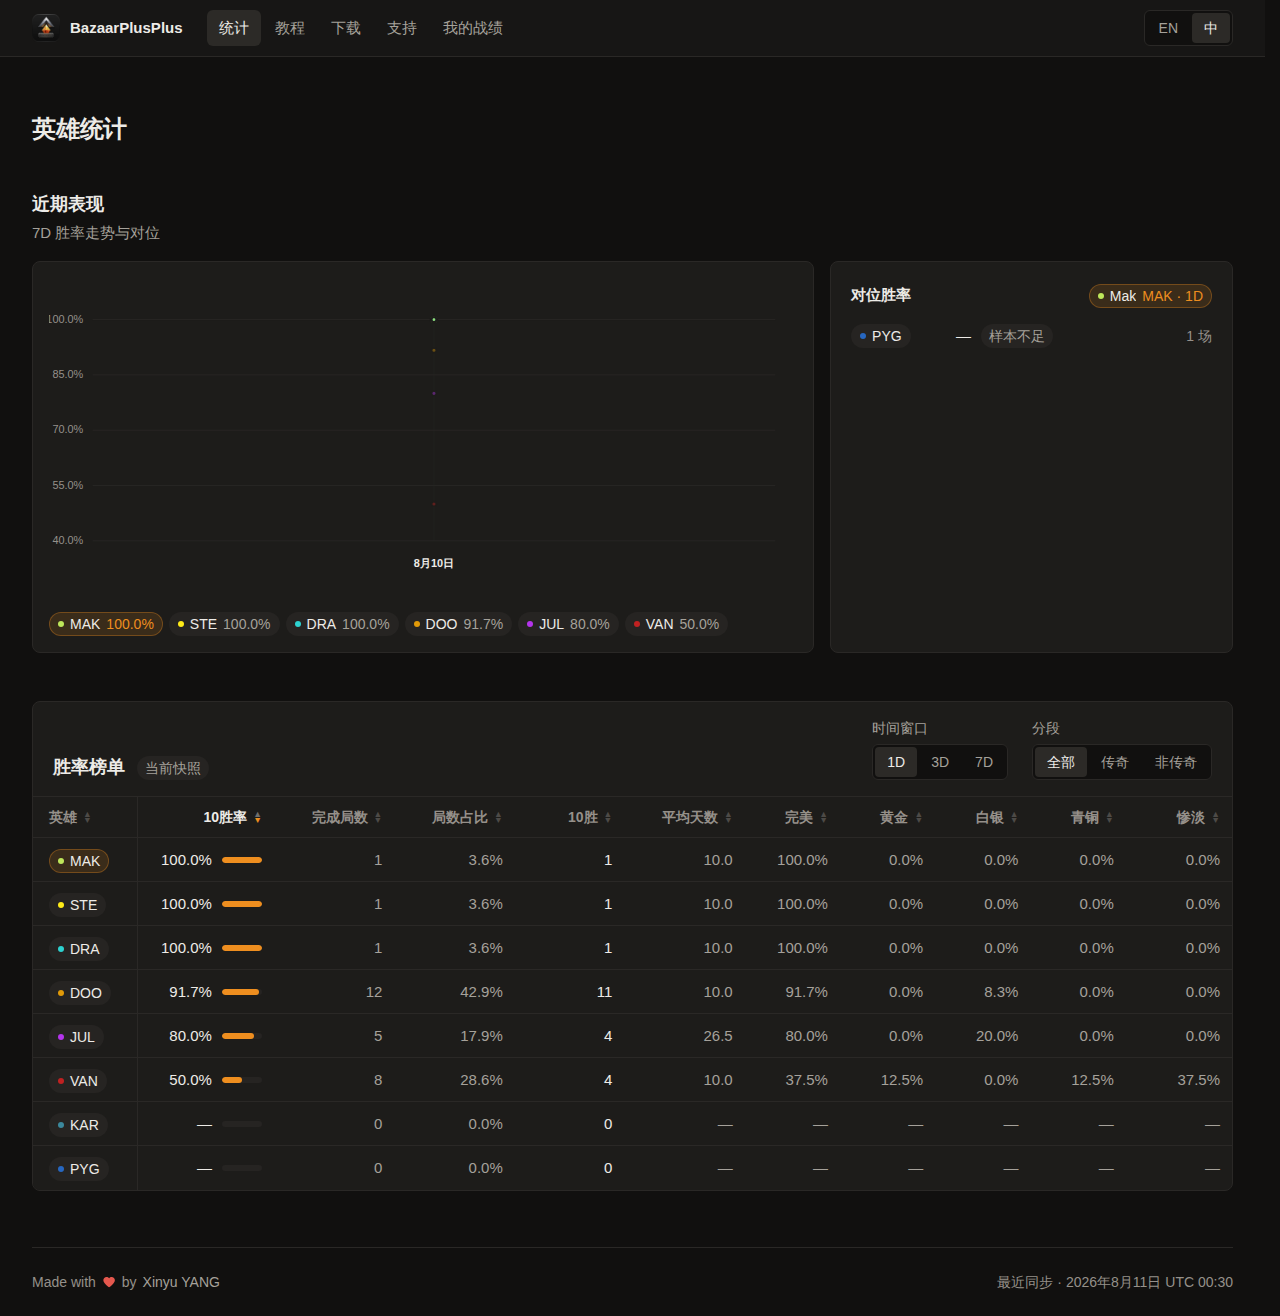 BazaarPlusPlus 统计 教程 下载 支持 我的战绩 EN 中
英雄统计
近期表现
7D 胜率走势与对位
100.0%
85.0%
70.0%
55.0%
40.0%
8月10日
MAK 100.0% STE 100.0% DRA 100.0% DOO 91.7% JUL 80.0% VAN 50.0%
对位胜率 Mak MAK · 1D
PYG — 样本不足 1 场
时间窗口 分段
胜率榜单 当前快照 1D 3D 7D 全部 传奇 非传奇
英雄 10胜率 完成局数 局数占比 10胜 平均天数 完美 黄金 白银 青铜 惨淡
MAK 100.0% 1 3.6% 1 10.0 100.0% 0.0% 0.0% 0.0% 0.0%
STE 100.0% 1 3.6% 1 10.0 100.0% 0.0% 0.0% 0.0% 0.0%
DRA 100.0% 1 3.6% 1 10.0 100.0% 0.0% 0.0% 0.0% 0.0%
DOO 91.7% 12 42.9% 11 10.0 91.7% 0.0% 8.3% 0.0% 0.0%
JUL 80.0% 5 17.9% 4 26.5 80.0% 0.0% 20.0% 0.0% 0.0%
VAN 50.0% 8 28.6% 4 10.0 37.5% 12.5% 0.0% 12.5% 37.5%
KAR — 0 0.0% 0 — — — — — —
PYG — 0 0.0% 0 — — — — — —
Made with ❤ by Xinyu YANG 最近同步 · 2026年8月11日 UTC 00:30